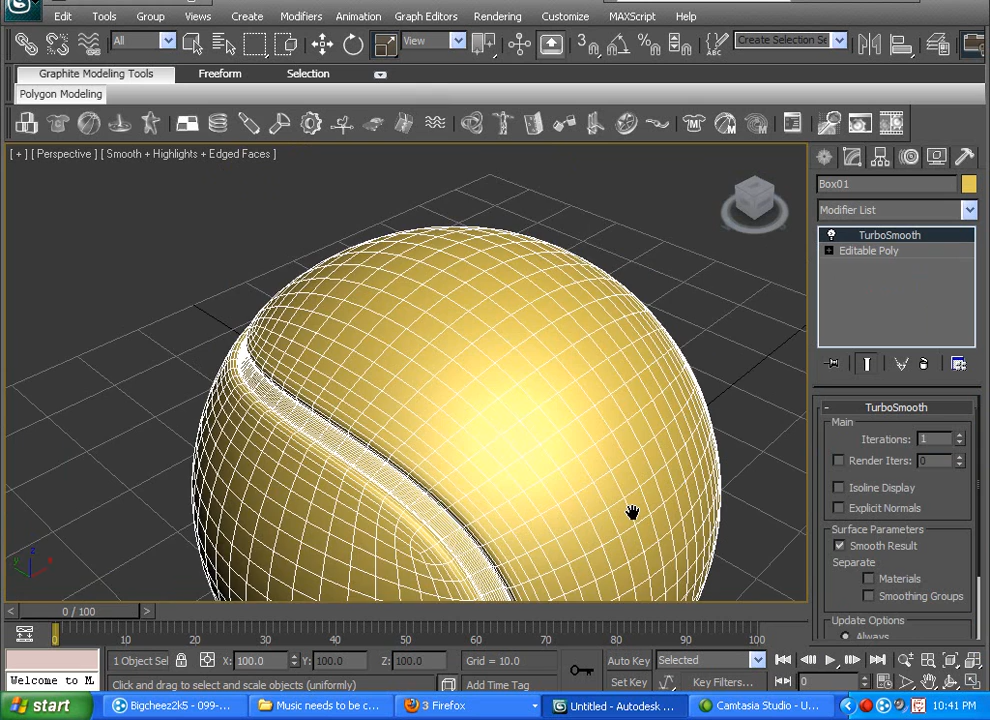 Edit Tools Group Views Create Modifiers Animation Graph Editors Rendering Customize MAXScript Help
All View 3 Create Selection Se
Graphite Modeling Tools Freeform Selection
Polygon Modeling
[ + ] [ Perspective ] [ Smooth + Highlights + Edged Faces ]
Box01
Modifier List
TurboSmooth
Editable Poly
TurboSmooth
Main
Iterations: 1
Render Iters: 0
Isoline Display
Explicit Normals
Surface Parameters
Smooth Result
Separate
Materials
Smoothing Groups
Update Options
Always
z
x
0 / 100
0 10 20 30 40 50 60 70 80 90 100
1 Object Sel X: 100.0 Y: 100.0 Z: 100.0 Grid = 10.0 Auto Key Selected
Welcome to M Click and drag to select and scale objects (uniformly) Add Time Tag Set Key Key Filters... 0
start Bigcheez2k5 - 099-... Music needs to be c... 3 Firefox Untitled - Autodesk ... Camtasia Studio - U... 10:41 PM